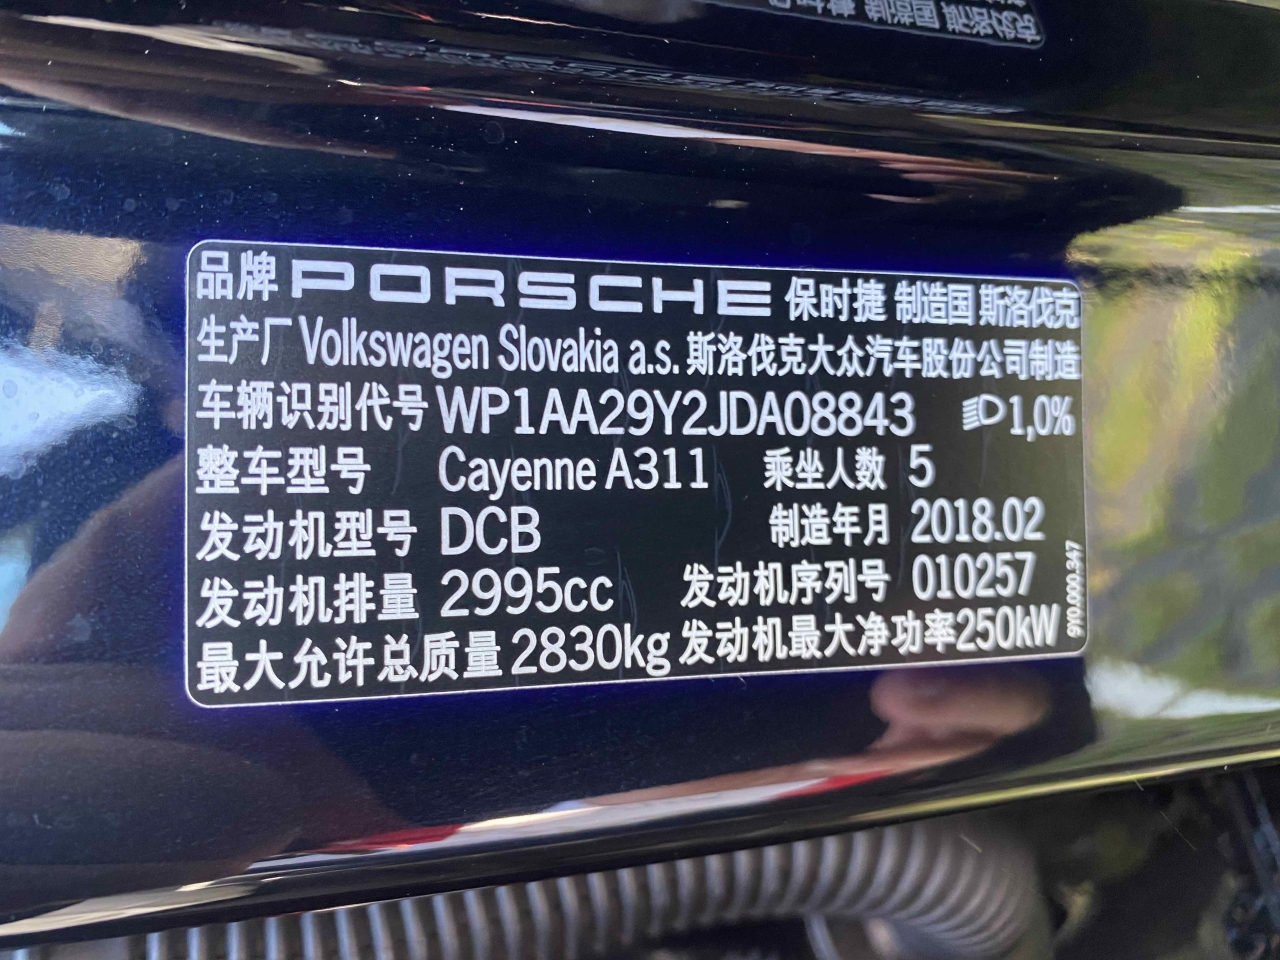 品牌 PORSCHE 保时捷 制造国 斯洛伐克
生产厂 Volkswagen Slovakia a.s. 斯洛伐克大众汽车股份公司制造
车辆识别代号 WP1AA29Y2JDA08843 1,0%
整车型号 Cayenne A311 乘坐人数 5
发动机型号 DCB 制造年月 2018.02
发动机排量 2995cc 发动机序列号 010257
最大允许总质量 2830kg 发动机最大净功率250kW
9Y0.000.347